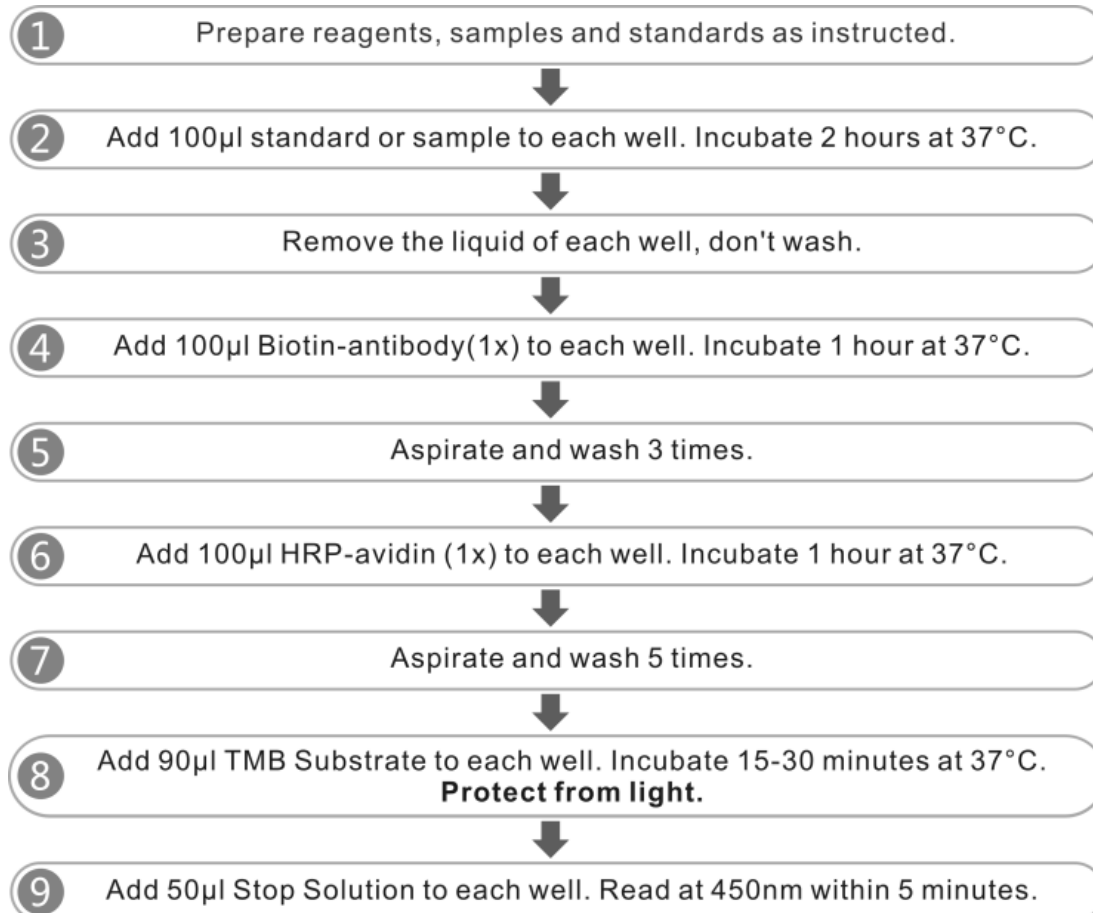 1 Prepare reagents, samples and standards as instructed.
2 Add 100μl standard or sample to each well. Incubate 2 hours at 37°C.
3 Remove the liquid of each well, don't wash.
4 Add 100μl Biotin-antibody(1x) to each well. Incubate 1 hour at 37°C.
5 Aspirate and wash 3 times.
6 Add 100μl HRP-avidin (1x) to each well. Incubate 1 hour at 37°C.
7 Aspirate and wash 5 times.
8 Add 90μl TMB Substrate to each well. Incubate 15-30 minutes at 37°C.
Protect from light.
9 Add 50μl Stop Solution to each well. Read at 450nm within 5 minutes.